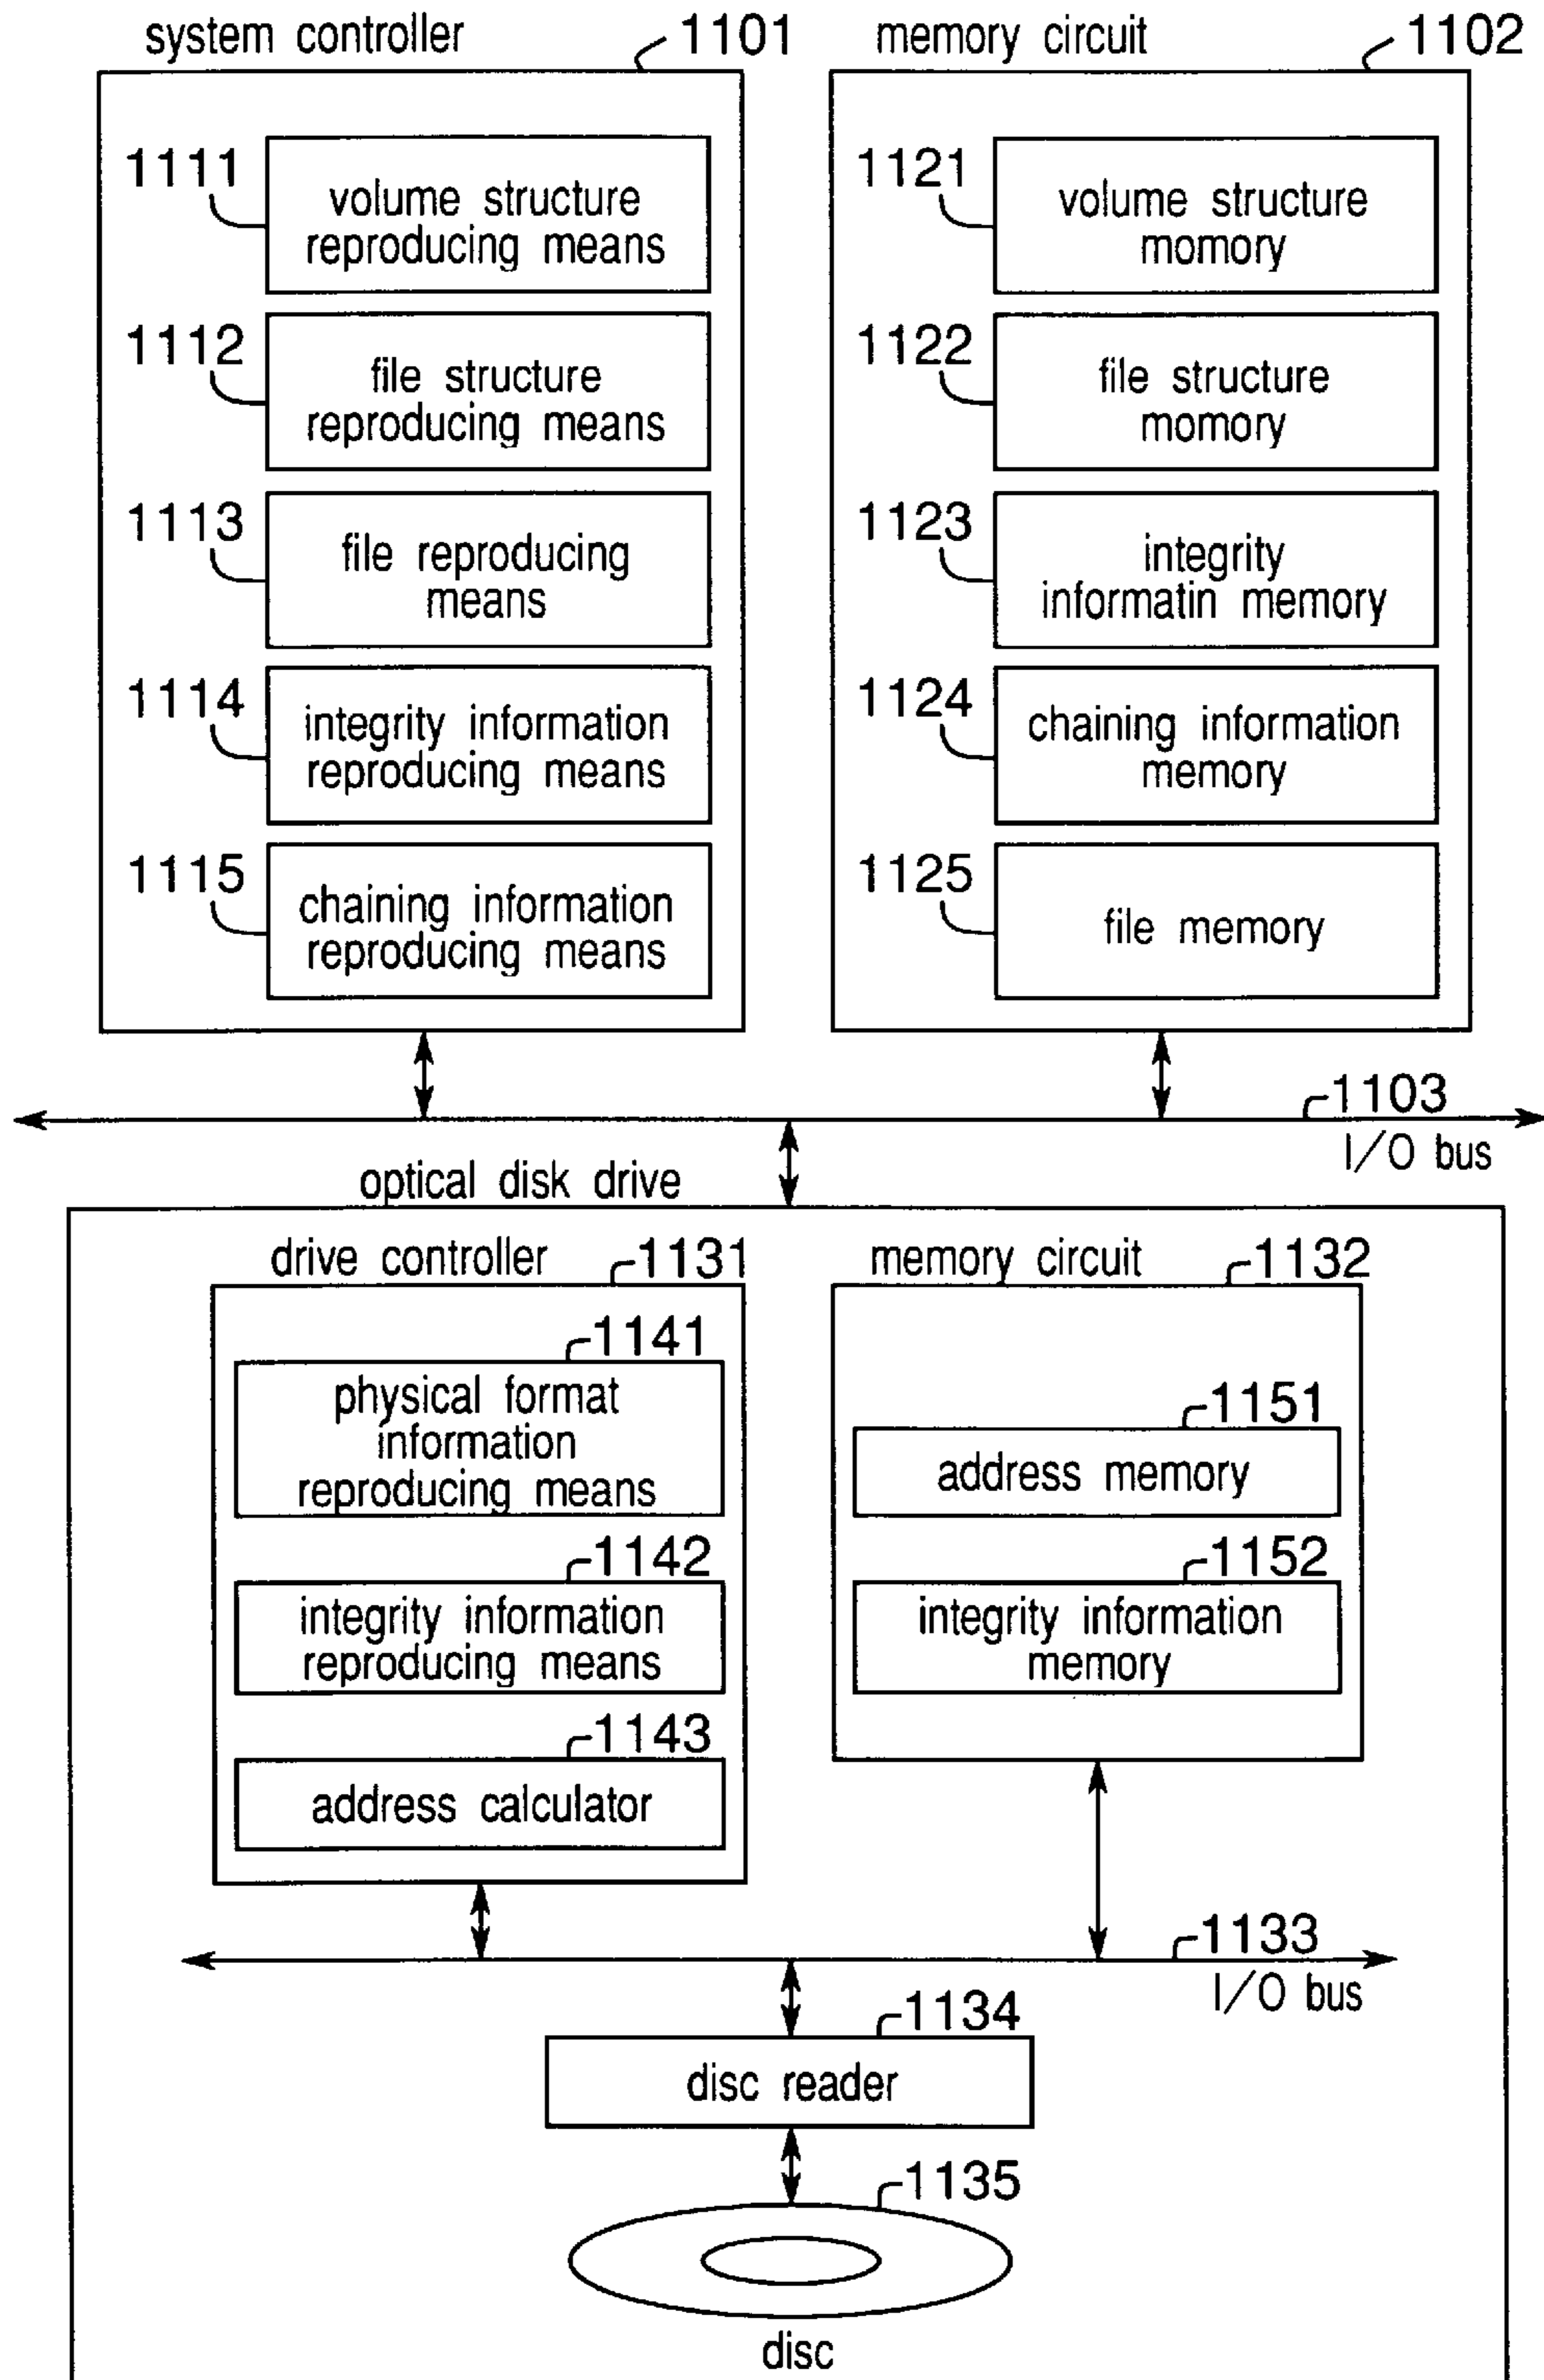 system controller
1101
memory circuit
1102
1111
volume structure
reproducing means
1121
volume structure
momory
1112
file structure
reproducing means
1122
file structure
momory
1113
file reproducing
means
1123
integrity
informatin memory
1114
integrity information
reproducing means
1124
chaining information
memory
1115
chaining information
reproducing means
1125
file memory
1103
I/O bus
optical disk drive
drive controller
1131
memory circuit
1132
1141
physical format
information
reproducing means
1151
address memory
1142
integrity information
reproducing means
1152
integrity information
memory
1143
address calculator
1133
I/O bus
1134
disc reader
1135
disc